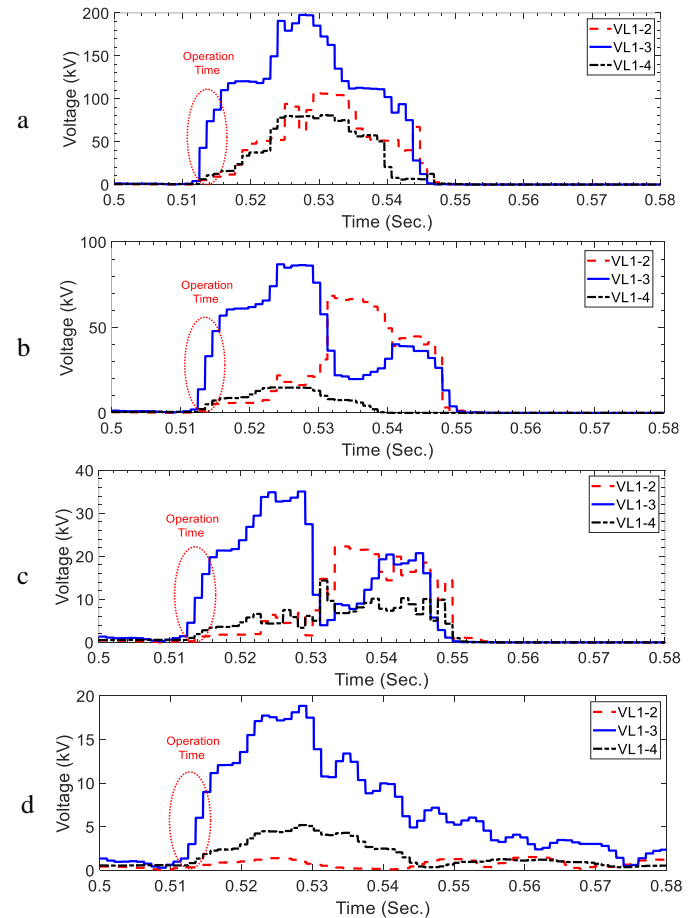 a
Voltage (kV)
200
150
100
50
0
Operation
Time
VL1-2
VL1-3
VL1-4
0.5 0.51 0.52 0.53 0.54 0.55 0.56 0.57 0.58
Time (Sec.)
b
Voltage (kV)
100
50
0
Operation
Time
VL1-2
VL1-3
VL1-4
0.5 0.51 0.52 0.53 0.54 0.55 0.56 0.57 0.58
Time (Sec.)
c
Voltage (kV)
40
30
20
10
0
Operation
Time
VL1-2
VL1-3
VL1-4
0.5 0.51 0.52 0.53 0.54 0.55 0.56 0.57 0.58
Time (Sec.)
d
Voltage (kV)
20
15
10
5
0
Operation
Time
VL1-2
VL1-3
VL1-4
0.5 0.51 0.52 0.53 0.54 0.55 0.56 0.57 0.58
Time (Sec.)